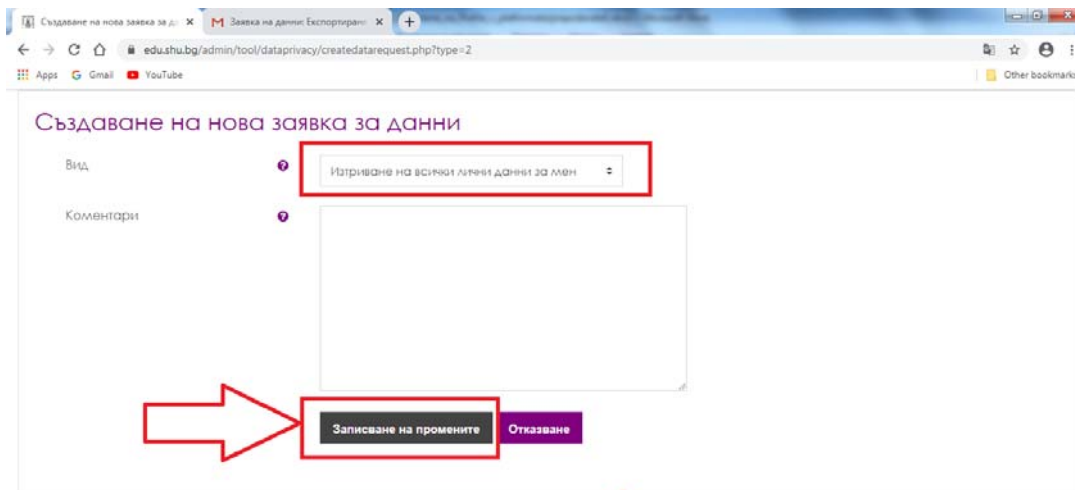 Създаване на нова заявка за д: Заявка на данни: Експортиран
edu.shu.bg/admin/tool/dataprivacy/createdatarequest.php?type=2
Apps Gmail YouTube Other bookmark
Създаване на нова заявка за данни
Вид Изтриване на всички лични данни за мен
Коментари
Записване на промените Отказване